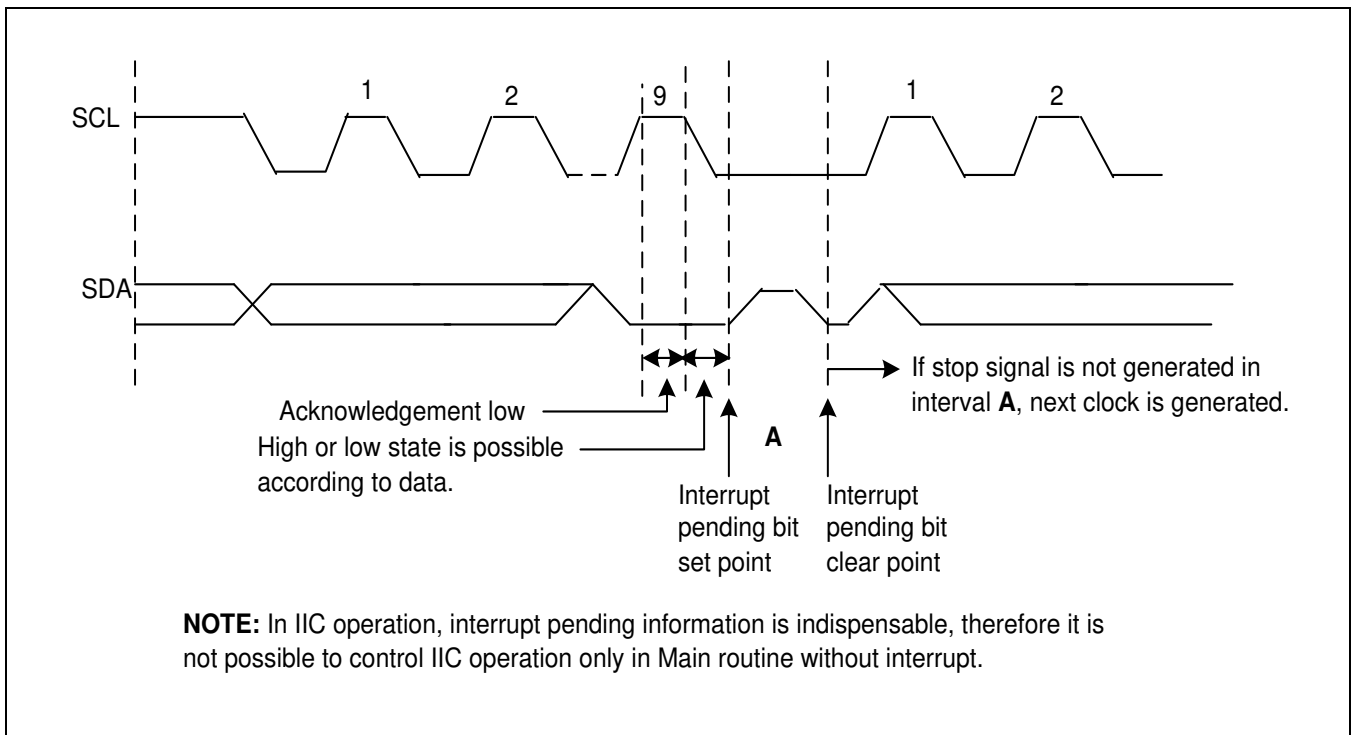 1
2
9
1
2
SCL
SDA
If stop signal is not generated in
interval A, next clock is generated.
Acknowledgement low
High or low state is possible
according to data.
A
Interrupt
pending bit
set point
Interrupt
pending bit
clear point
NOTE: In IIC operation, interrupt pending information is indispensable, therefore it is
not possible to control IIC operation only in Main routine without interrupt.